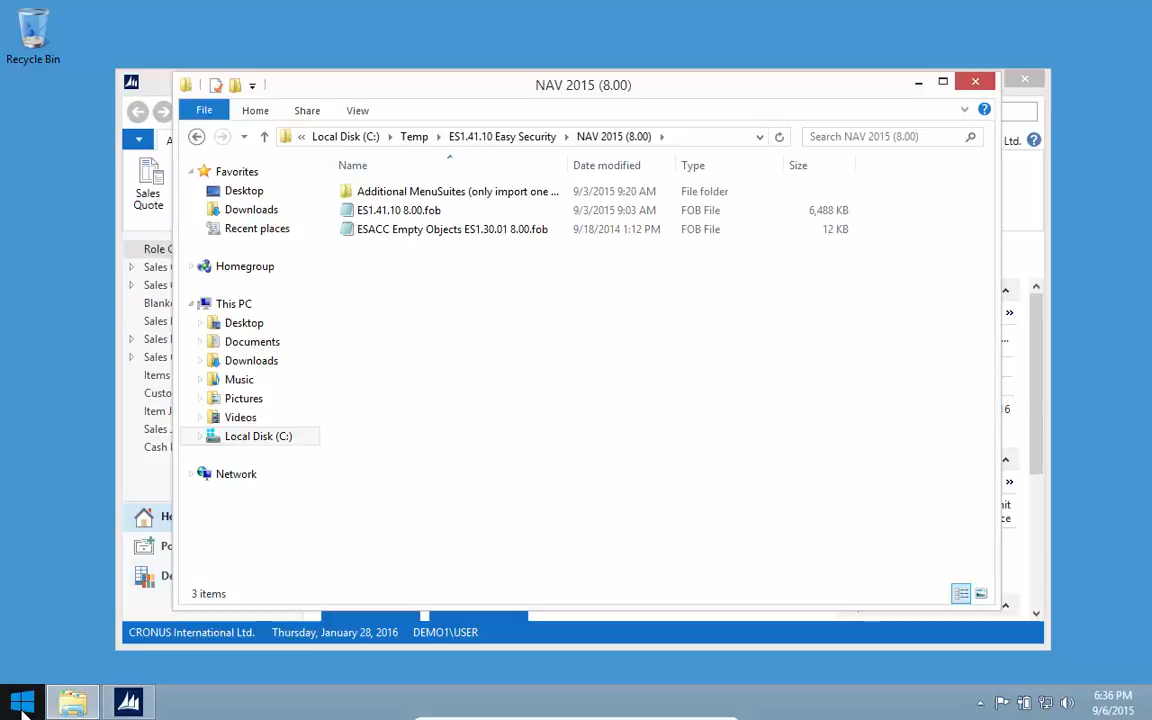 Recycle Bin
NAV 2015 (8.00)
File
Home
Share
View
« Local Disk (C:) Temp ES1.41.10 Easy Security NAV 2015 (8.00)
Search NAV 2015 (8.00)
Ltd.
Name
Date modified
Type
Size
Favorites
Desktop
Downloads
Recent places
Homegroup
This PC
Desktop
Documents
Downloads
Music
Pictures
Videos
Local Disk (C:)
Network
Additional MenuSuites (only import one ... 9/3/2015 9:20 AM File folder
ES1.41.10 8.00.fob 9/3/2015 9:03 AM FOB File 6,488 KB
ESACC Empty Objects ES1.30.01 8.00.fob 9/18/2014 1:12 PM FOB File 12 KB
3 items
Sales
Quote
Role
Sales
Sales
Blanke
Sales
Sales
Sales
Items
Custo
Item J
Sales
Cash
CRONUS International Ltd. Thursday, January 28, 2016 DEMO1\USER
6:36 PM
9/6/2015